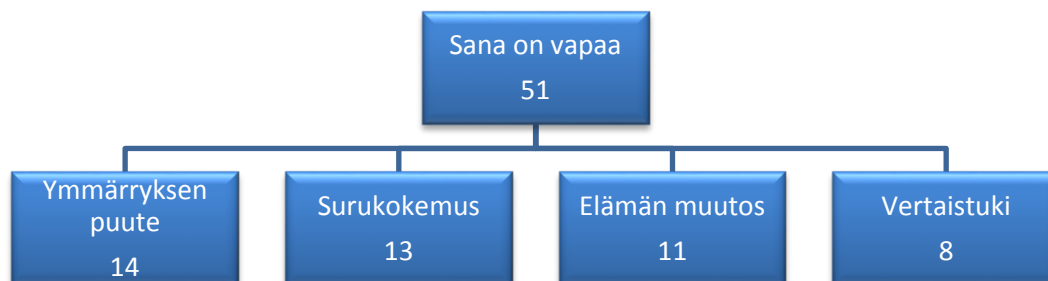 Sana on vapaa
51
Ymmärryksen
puute
14
Surukokemus
13
Elämän muutos
11
Vertaistuki
8